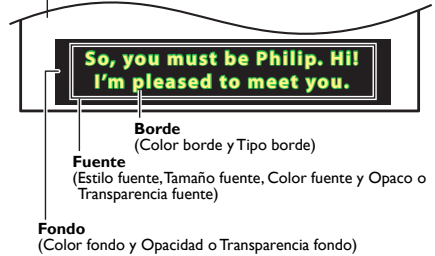 So, you must be Philip. Hi!
I'm pleased to meet you.
Borde
(Color borde y Tipo borde)
Fuente
(Estilo fuente, Tamaño fuente, Color fuente y Opaco o
Transparencia fuente)
Fondo
(Color fondo y Opacidad o Transparencia fondo)